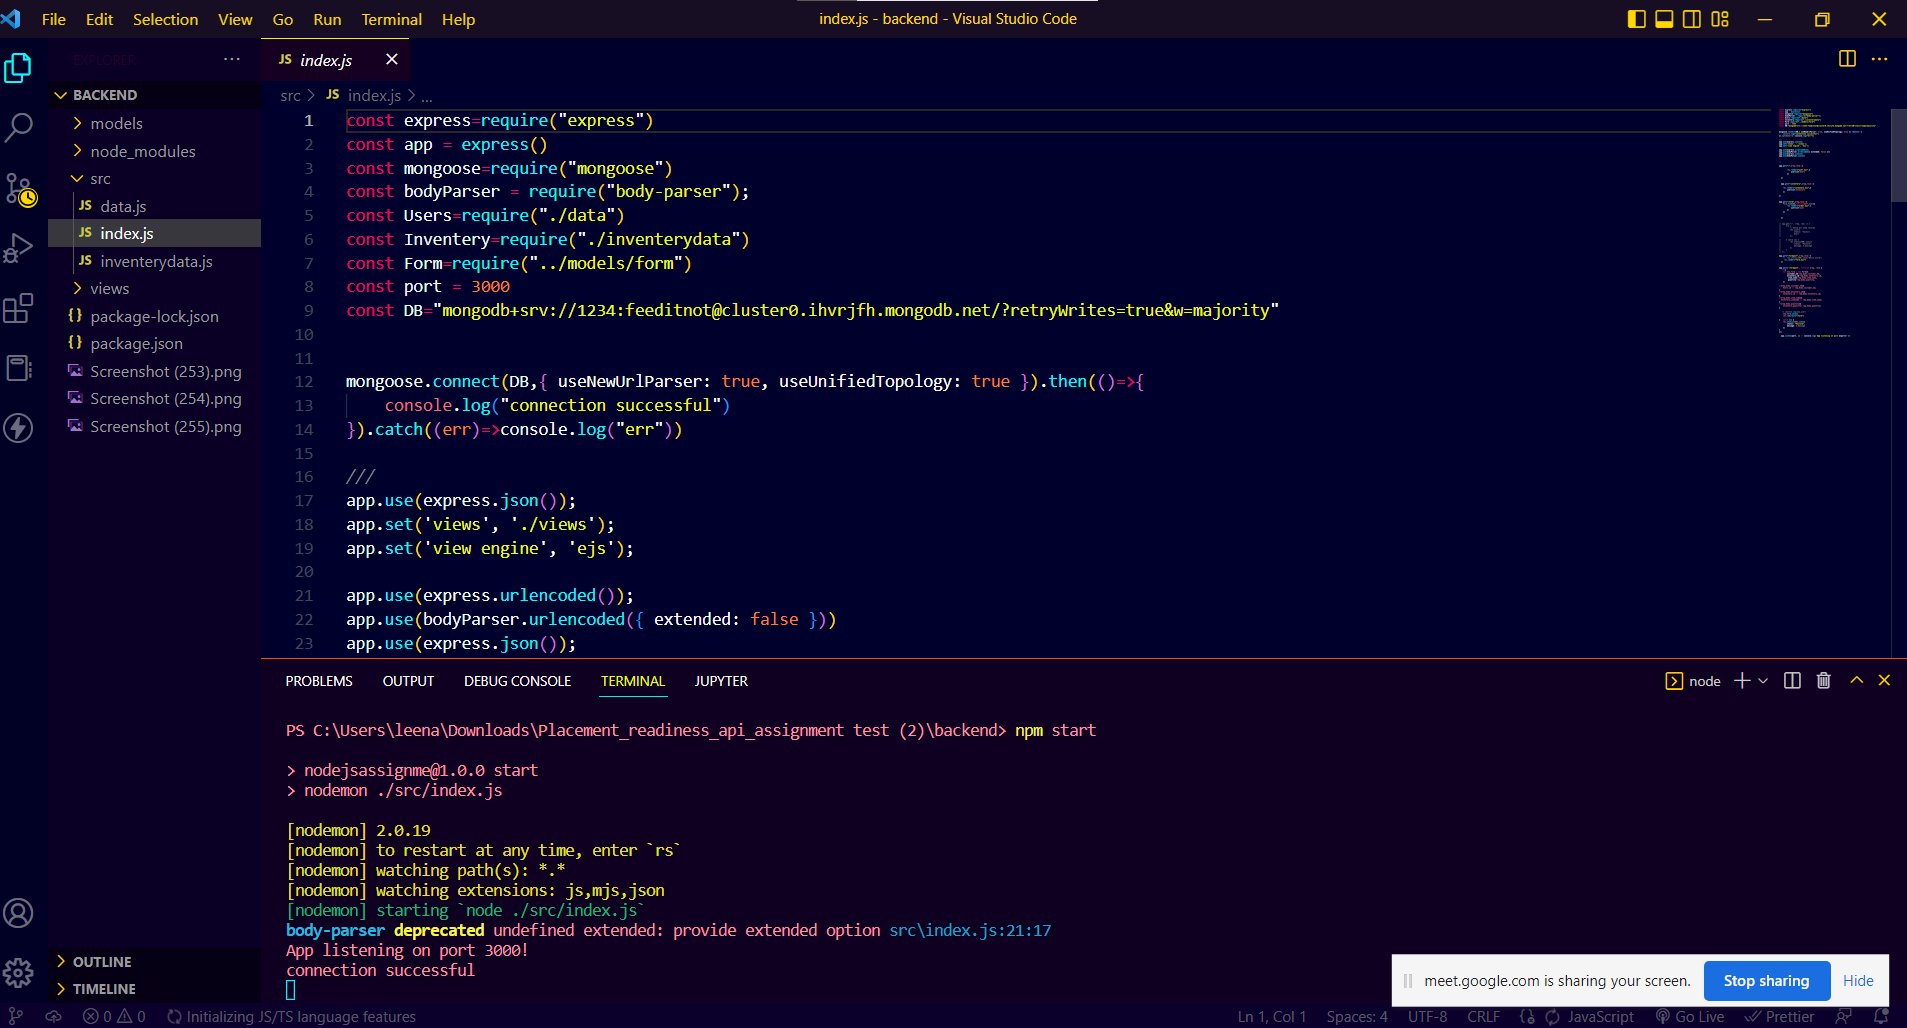 File Edit Selection View Go Run Terminal Help
index.js - backend - Visual Studio Code
EXPLORER
JS index.js
BACKEND
models
node_modules
src
JS data.js
JS index.js
JS inventerydata.js
views
{} package-lock.json
{} package.json
Screenshot (253).png
Screenshot (254).png
Screenshot (255).png
OUTLINE
TIMELINE
src > JS index.js > ...
1 const express=require("express")
2 const app = express()
3 const mongoose=require("mongoose")
4 const bodyParser = require("body-parser");
5 const Users=require("./data")
6 const Inventery=require("./inventerydata")
7 const Form=require("../models/form")
8 const port = 3000
9 const DB="mongodb+srv://1234:feeditnot@cluster0.ihvrjfh.mongodb.net/?retryWrites=true&w=majority"
10
11
12 mongoose.connect(DB,{ useNewUrlParser: true, useUnifiedTopology: true }).then(()=>{
13 console.log("connection successful")
14 }).catch((err)=>console.log("err"))
15
16 ///
17 app.use(express.json());
18 app.set('views', './views');
19 app.set('view engine', 'ejs');
20
21 app.use(express.urlencoded());
22 app.use(bodyParser.urlencoded({ extended: false }))
23 app.use(express.json());
PROBLEMS OUTPUT DEBUG CONSOLE TERMINAL JUPYTER
node
PS C:\Users\leena\Downloads\Placement_readiness_api_assignment test (2)\backend> npm start
> nodejsassignme@1.0.0 start
> nodemon ./src/index.js
[nodemon] 2.0.19
[nodemon] to restart at any time, enter `rs`
[nodemon] watching path(s): *.*
[nodemon] watching extensions: js,mjs,json
[nodemon] starting `node ./src/index.js`
body-parser deprecated undefined extended: provide extended option src\index.js:21:17
App listening on port 3000!
connection successful
meet.google.com is sharing your screen. Stop sharing Hide
0 0 Initializing JS/TS language features
Ln 1, Col 1 Spaces: 4 UTF-8 CRLF {} JavaScript Go Live Prettier